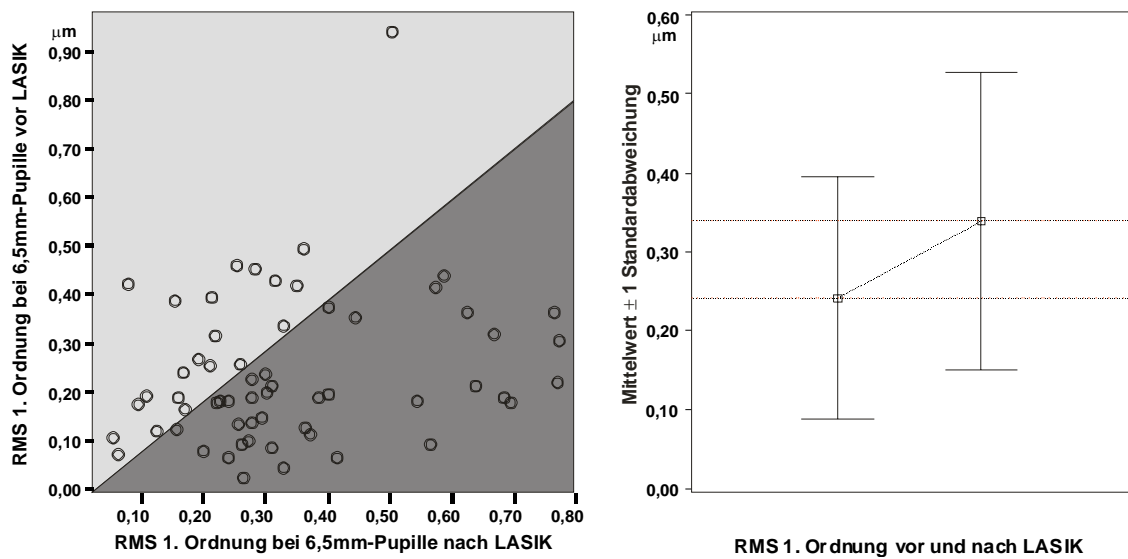 RMS 1. Ordnung bei 6,5mm-Pupille vor LASIK
µm
0,90
0,80
0,70
0,60
0,50
0,40
0,30
0,20
0,10
0,00
0,10 0,20 0,30 0,40 0,50 0,60 0,70 0,80
RMS 1. Ordnung bei 6,5mm-Pupille nach LASIK
Mittelwert ± 1 Standardabweichung
0,60
µm
0,50
0,40
0,30
0,20
0,10
0,00
RMS 1. Ordnung vor und nach LASIK